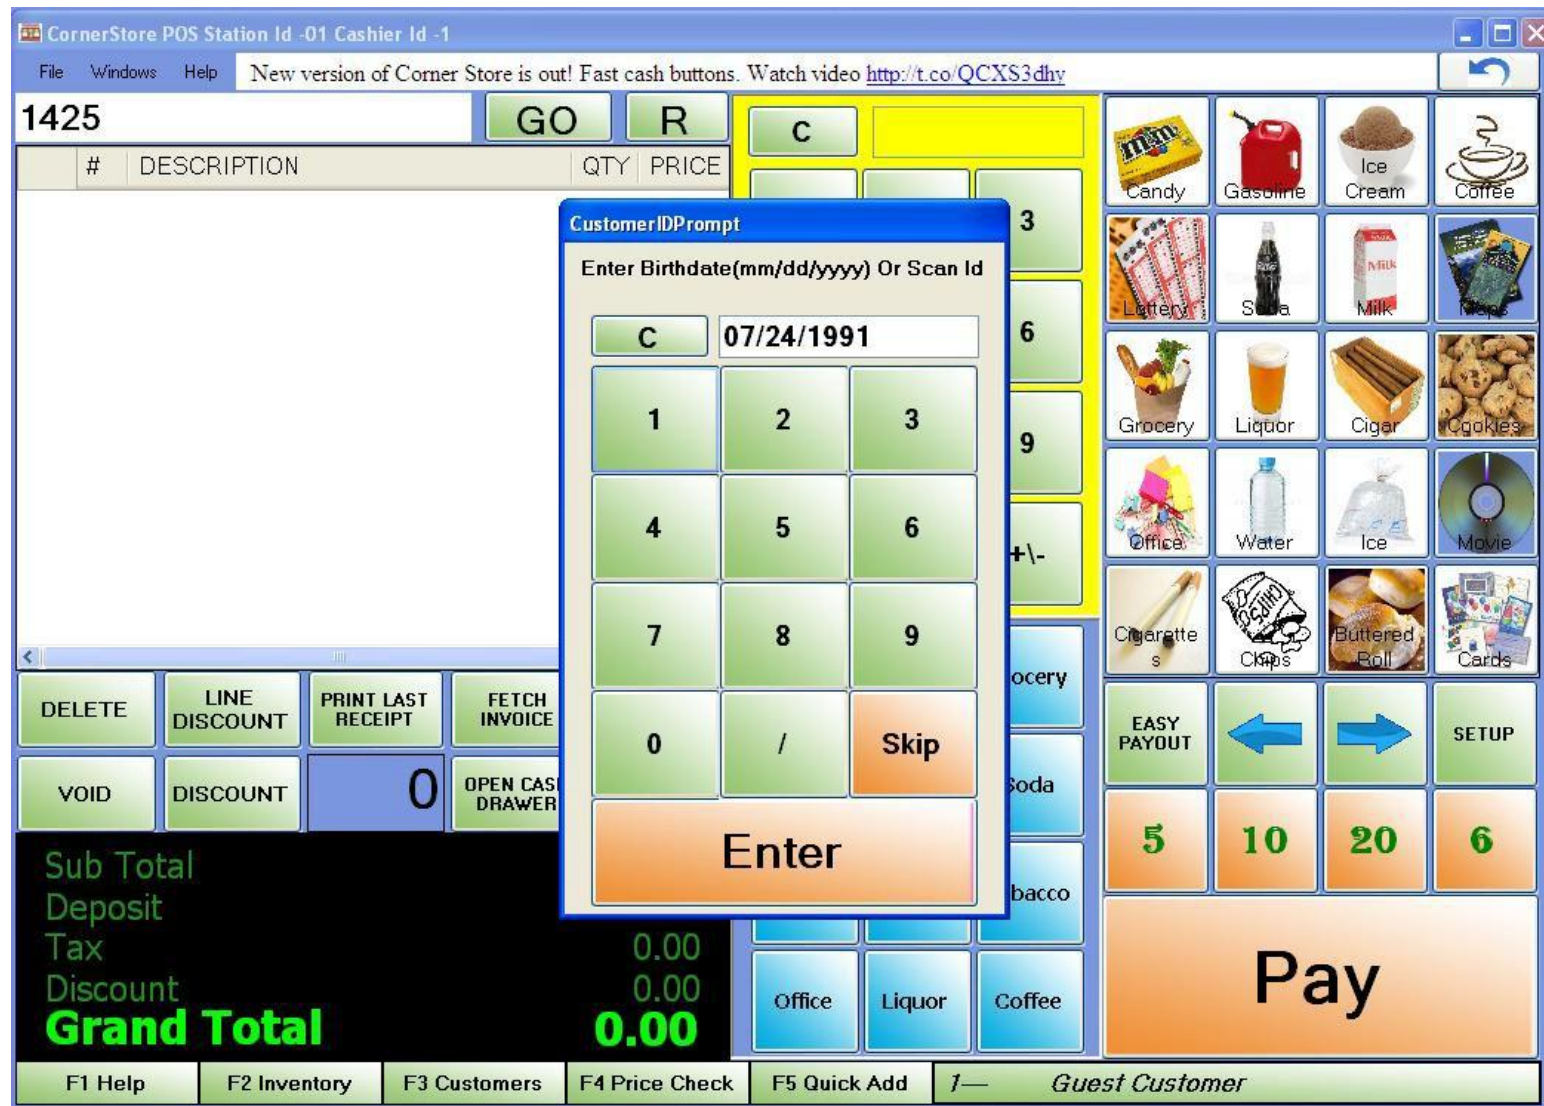 CornerStore POS Station Id -01 Cashier Id -1
File Windows Help New version of Corner Store is out! Fast cash buttons. Watch video http://t.co/QCXS3dhy
1425 GO R
# DESCRIPTION QTY PRICE
C
3
6
9
+\-
CustomerIDPrompt
Enter Birthdate(mm/dd/yyyy) Or Scan Id
C 07/24/1991
1 2 3
4 5 6
7 8 9
0 / Skip
Enter
Candy Gasoline Ice Cream Coffee
Lottery Soda Milk Maps
Grocery Liquor Cigar Cookies
Office Water Ice Movie
Cigarettes Chips Buttered Roll Cards
DELETE LINE DISCOUNT PRINT LAST RECEIPT FETCH INVOICE
VOID DISCOUNT 0 OPEN CAS DRAWER
ocery
Soda
bacco
Office Liquor Coffee
EASY PAYOUT SETUP
5 10 20 6
Pay
Sub Total
Deposit
Tax 0.00
Discount 0.00
Grand Total 0.00
F1 Help F2 Inventory F3 Customers F4 Price Check F5 Quick Add 1— Guest Customer